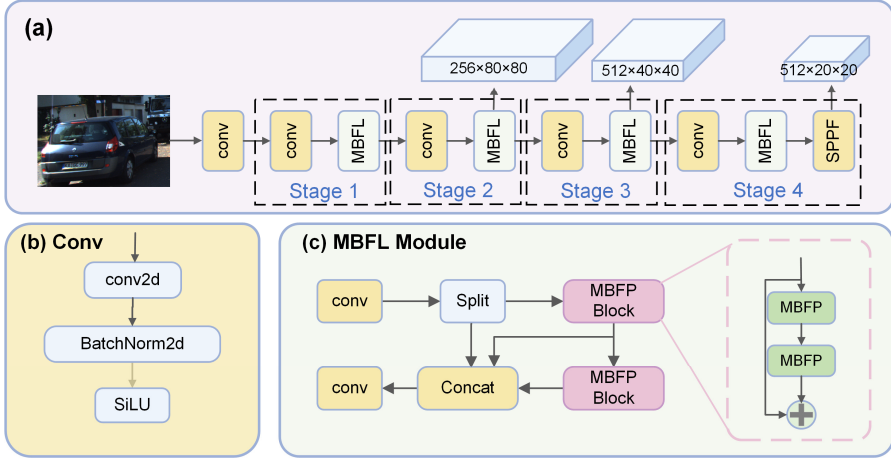 (a)
256×80×80
512×40×40
512×20×20
conv
conv
MBFL
conv
MBFL
conv
MBFL
conv
MBFL
SPPF
Stage 1
Stage 2
Stage 3
Stage 4
(b) Conv
conv2d
BatchNorm2d
SiLU
(c) MBFL Module
conv
Split
MBFP
Block
conv
Concat
MBFP
Block
MBFP
MBFP